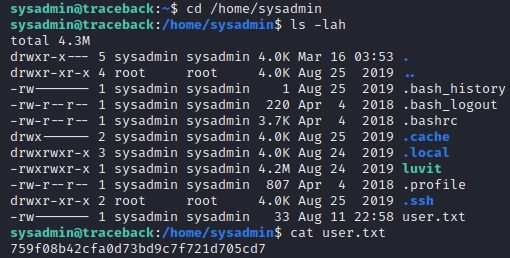 sysadmin@traceback:~$ cd /home/sysadmin
sysadmin@traceback:/home/sysadmin$ ls -lah
total 4.3M
drwxr-x--- 5 sysadmin sysadmin 4.0K Mar 16 03:53 .
drwxr-xr-x 4 root     root     4.0K Aug 25  2019 ..
-rw------- 1 sysadmin sysadmin    1 Aug 25  2019 .bash_history
-rw-r--r-- 1 sysadmin sysadmin  220 Apr  4  2018 .bash_logout
-rw-r--r-- 1 sysadmin sysadmin 3.7K Apr  4  2018 .bashrc
drwx------ 2 sysadmin sysadmin 4.0K Aug 25  2019 .cache
drwxrwxr-x 3 sysadmin sysadmin 4.0K Aug 24  2019 .local
-rwxrwxr-x 1 sysadmin sysadmin 4.2M Aug 24  2019 luvit
-rw-r--r-- 1 sysadmin sysadmin  807 Apr  4  2018 .profile
drwxr-xr-x 2 root     root     4.0K Aug 25  2019 .ssh
-rw------- 1 sysadmin sysadmin   33 Aug 11 22:58 user.txt
sysadmin@traceback:/home/sysadmin$ cat user.txt
759f08b42cfa0d73bd9c7f721d705cd7